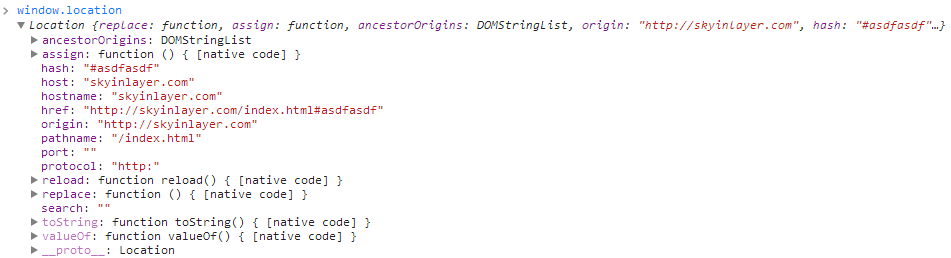 > window.location
▼ Location {replace: function, assign: function, ancestorOrigins: DOMStringList, origin: "http://skyinlayer.com", hash: "#asdfasdf"…}
▶ ancestorOrigins: DOMStringList
▶ assign: function () { [native code] }
hash: "#asdfasdf"
host: "skyinlayer.com"
hostname: "skyinlayer.com"
href: "http://skyinlayer.com/index.html#asdfasdf"
origin: "http://skyinlayer.com"
pathname: "/index.html"
port: ""
protocol: "http:"
▶ reload: function reload() { [native code] }
▶ replace: function () { [native code] }
search: ""
▶ toString: function toString() { [native code] }
▶ valueOf: function valueOf() { [native code] }
▶ __proto__: Location